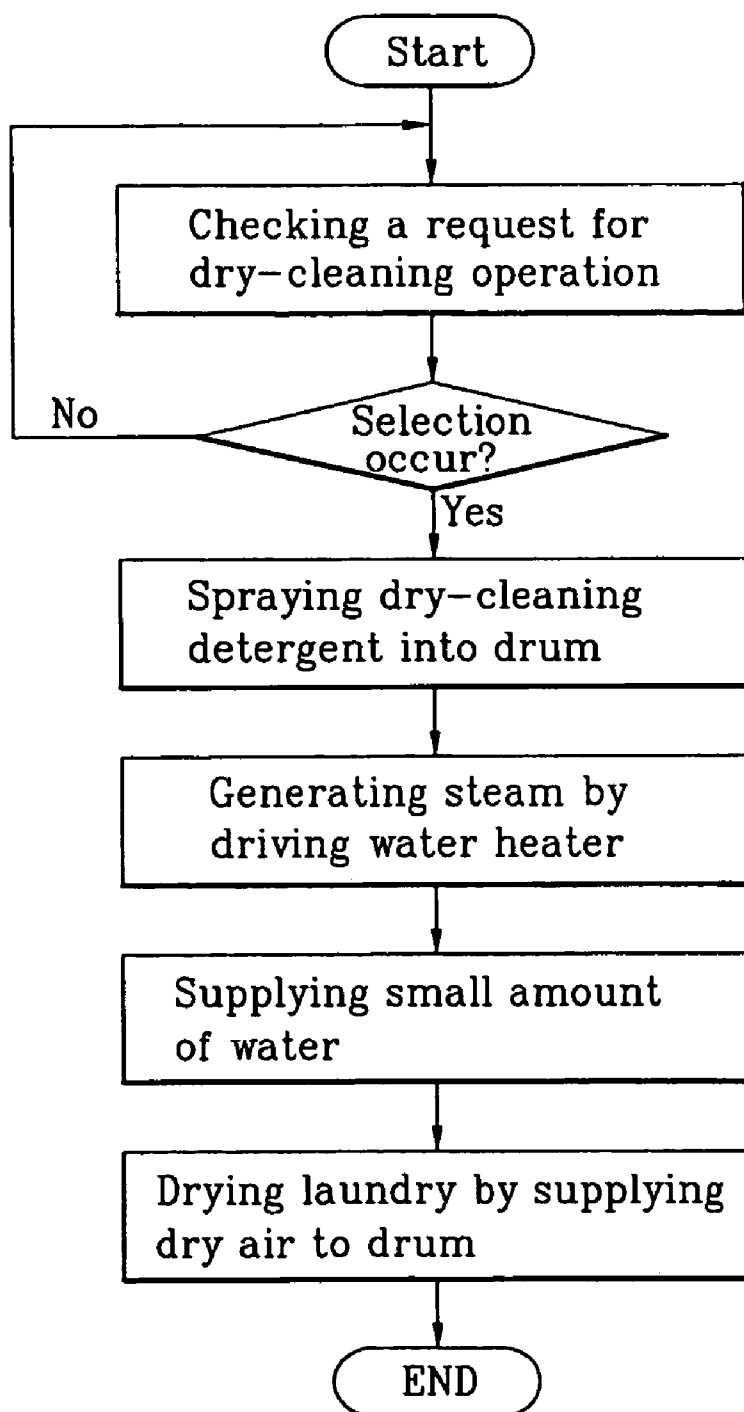 Start
Checking a request for
dry-cleaning operation
No
Selection
occur?
Yes
Spraying dry-cleaning
detergent into drum
Generating steam by
driving water heater
Supplying small amount
of water
Drying laundry by supplying
dry air to drum
END